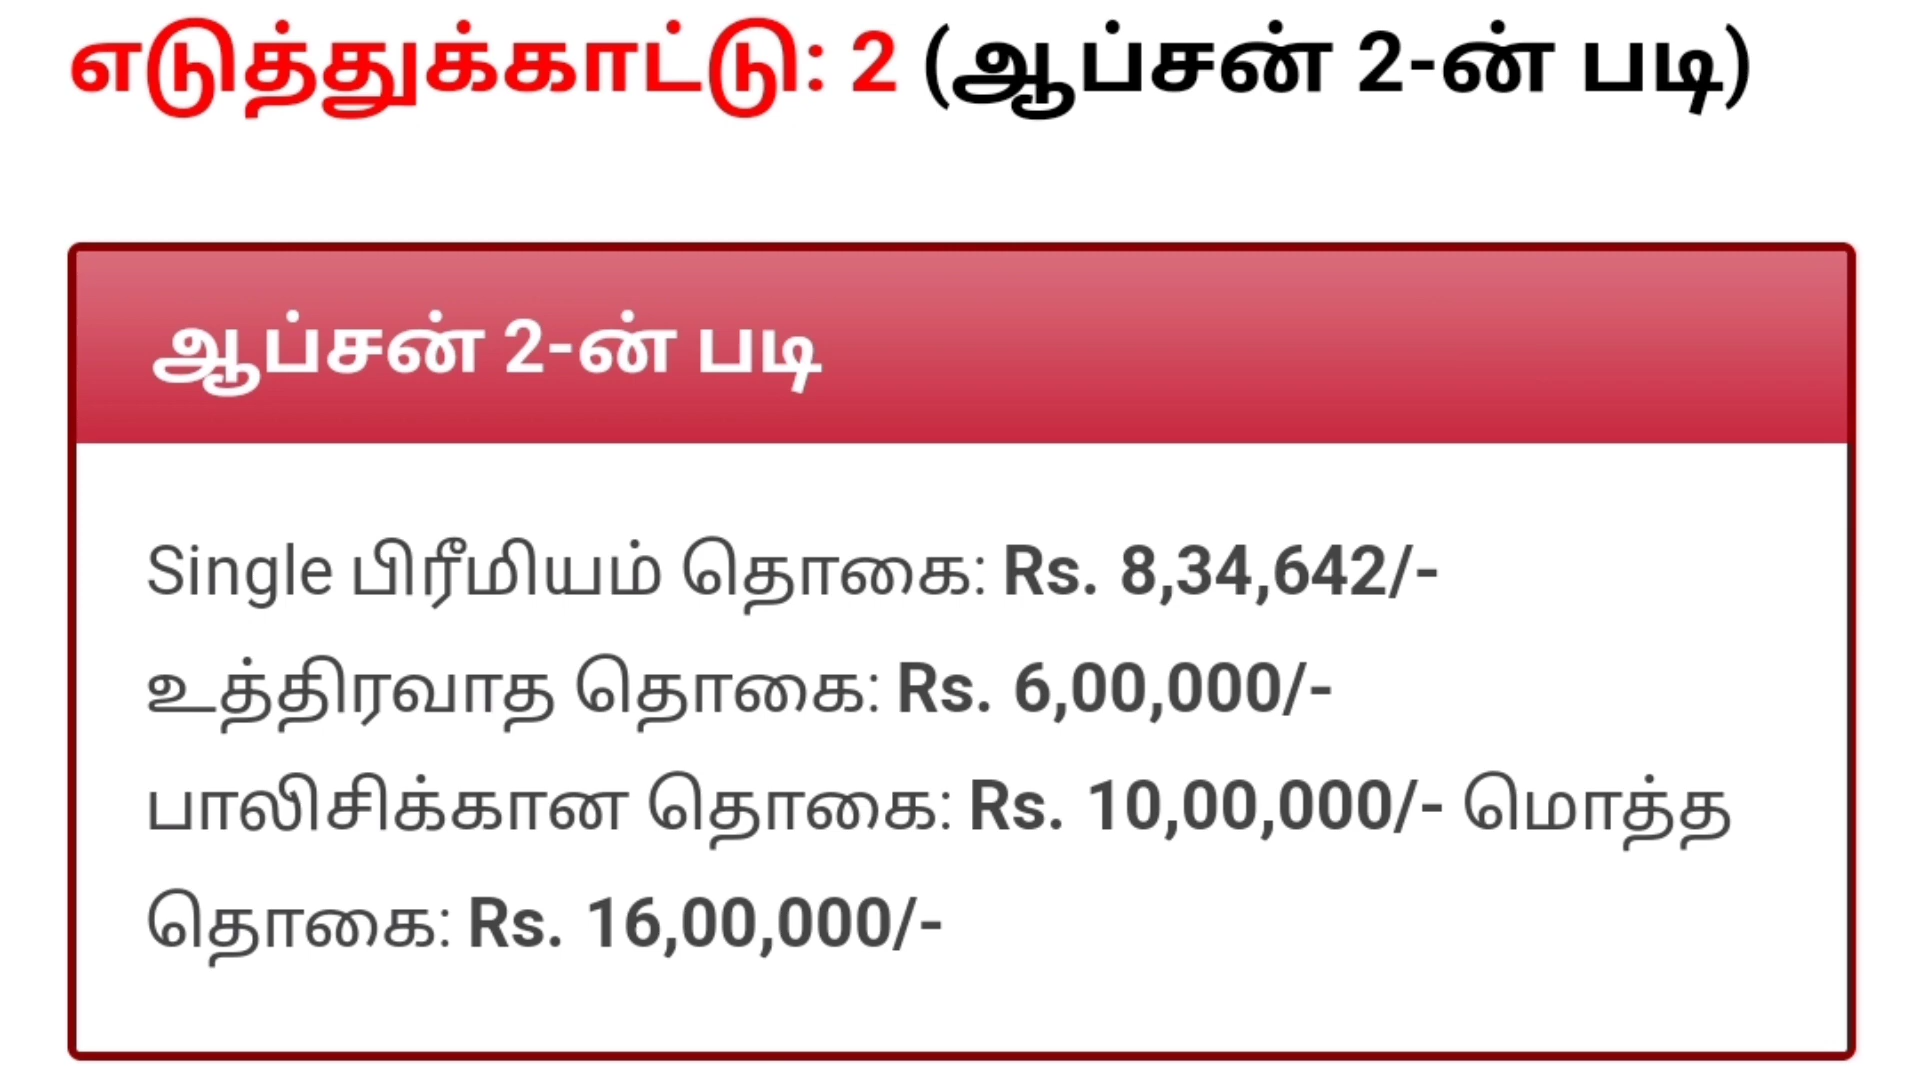 எடுத்துக்காட்டு: 2 (ஆப்சன் 2-ன் படி)
ஆப்சன் 2-ன் படி
Single பிரீமியம் தொகை: Rs. 8,34,642/-
உத்திரவாத தொகை: Rs. 6,00,000/-
பாலிசிக்கான தொகை: Rs. 10,00,000/- மொத்த
தொகை: Rs. 16,00,000/-